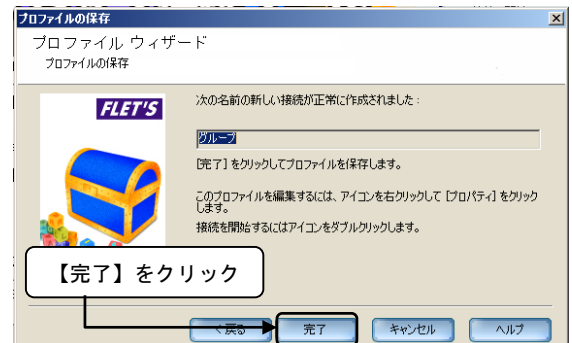 プロファイルの保存
プロファイル ウィザード
プロファイルの保存
FLET'S
次の名前の新しい接続が正常に作成されました：
グループ
[完了] をクリックしてプロファイルを保存します。
このプロファイルを編集するには、アイコンを右クリックして [プロパティ] をクリック
します。
接続を開始するにはアイコンをダブルクリックします。
【完了】をクリック
< 戻る
完了
キャンセル
ヘルプ